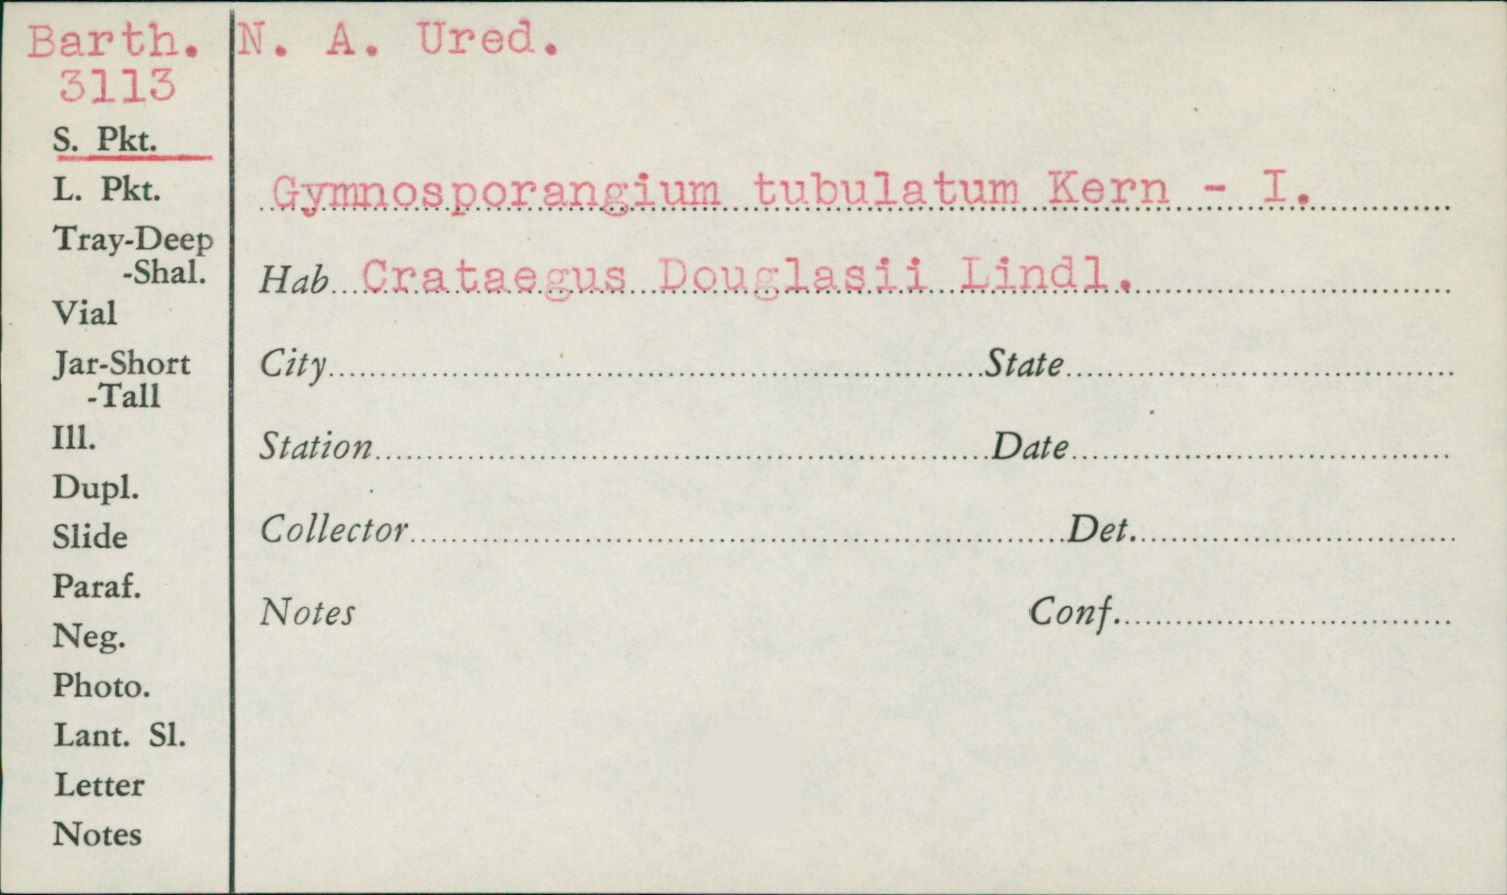 Barth. N. A. Ured.
3113
S. Pkt.
L. Pkt.
Gymnosporangium tubulatum Kern - I.
Tray-Deep
-Shal.
Hab Crataegus Douglasii Lindl.
Vial
Jar-Short
-Tall
City State
Ill.
Station Date
Dupl.
Slide
Collector Det.
Paraf.
Notes Conf.
Neg.
Photo.
Lant. Sl.
Letter
Notes